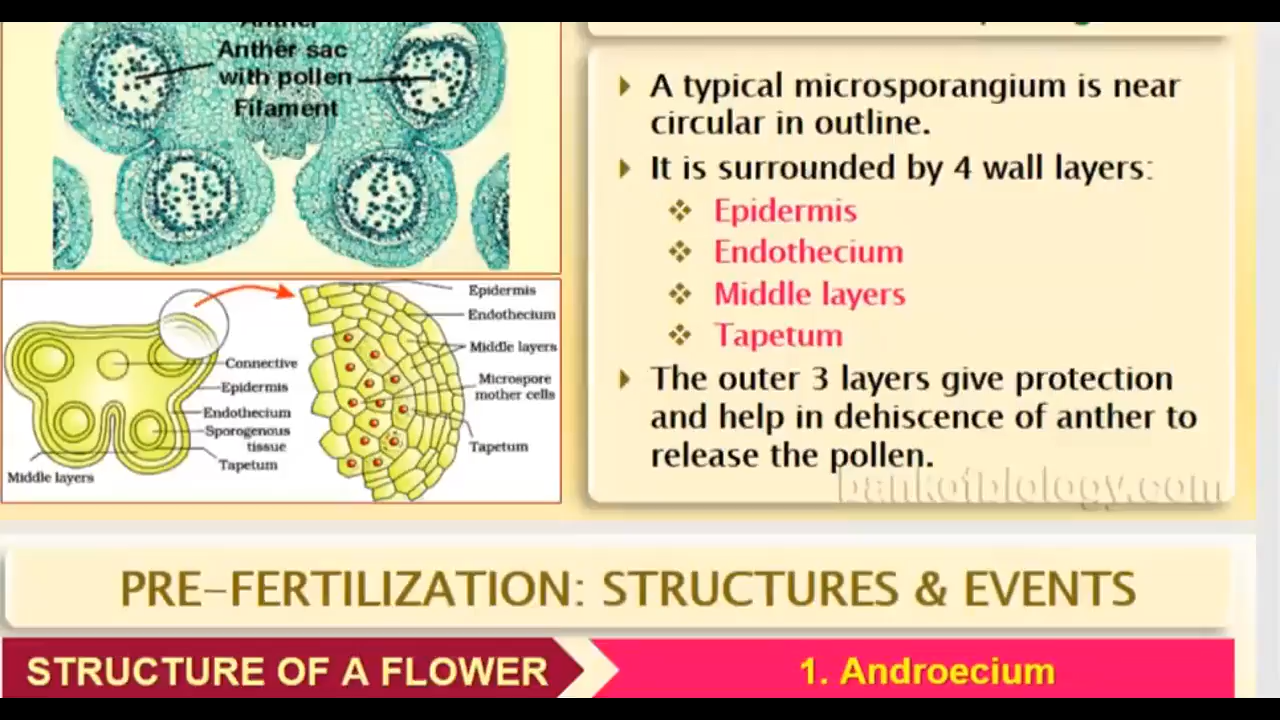 Anther
Anther sac
with pollen
Filament
Epidermis
Endothecium
Middle layers
Microspore
mother cells
Tapetum
Connective
Epidermis
Endothecium
Sporogenous
tissue
Tapetum
Middle layers
A typical microsporangium is near
circular in outline.
It is surrounded by 4 wall layers:
Epidermis
Endothecium
Middle layers
Tapetum
The outer 3 layers give protection
and help in dehiscence of anther to
release the pollen.
bankofbiology.com
PRE-FERTILIZATION: STRUCTURES & EVENTS
STRUCTURE OF A FLOWER
1. Androecium